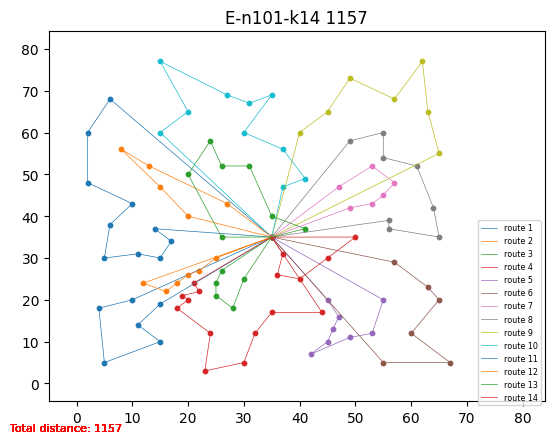 E-n101-k14 1157
80
70
60
50
40
30
20
10
0
0 10 20 30 40 50 60 70 80
route 1
route 2
route 3
route 4
route 5
route 6
route 7
route 8
route 9
route 10
route 11
route 12
route 13
route 14
Total distance: 1157